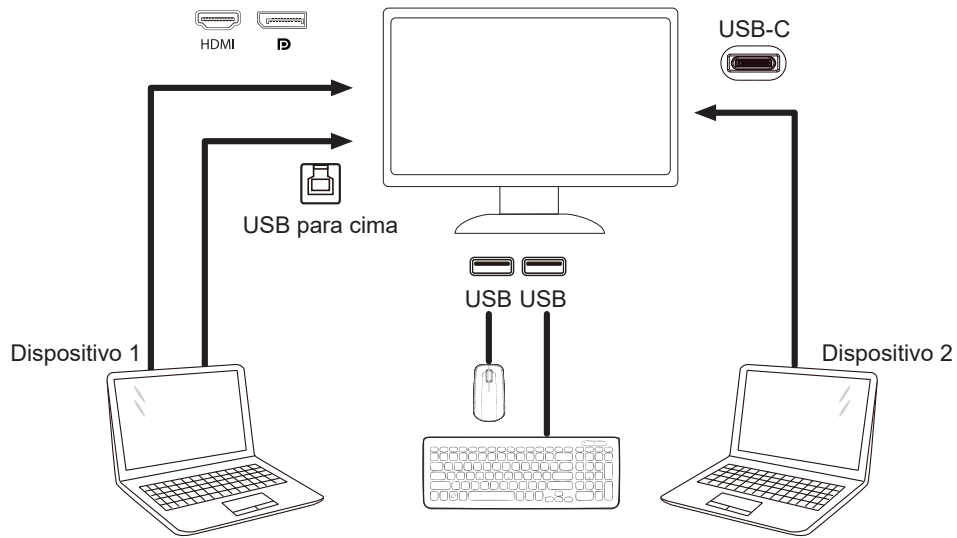 HDMI
USB-C
USB para cima
USB USB
Dispositivo 1
Dispositivo 2